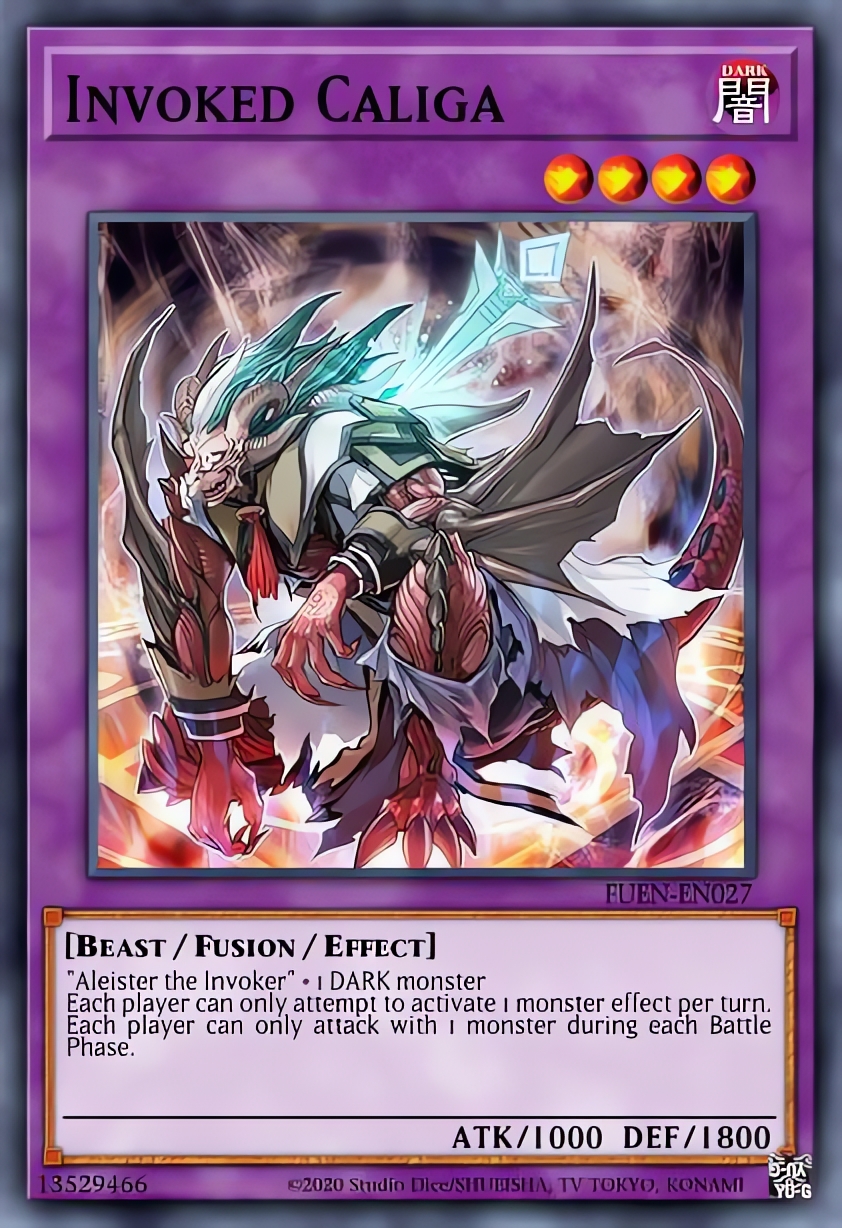 Invoked Caliga
DARK
闇
FUEN-EN027
[Beast / Fusion / Effect]
"Aleister the Invoker" • 1 DARK monster
Each player can only attempt to activate 1 monster effect per turn.
Each player can only attack with 1 monster during each Battle
Phase.
ATK/1000 DEF/1800
13529466
©2020 Studio Dice/SHUEISHA, TV TOKYO, KONAMI